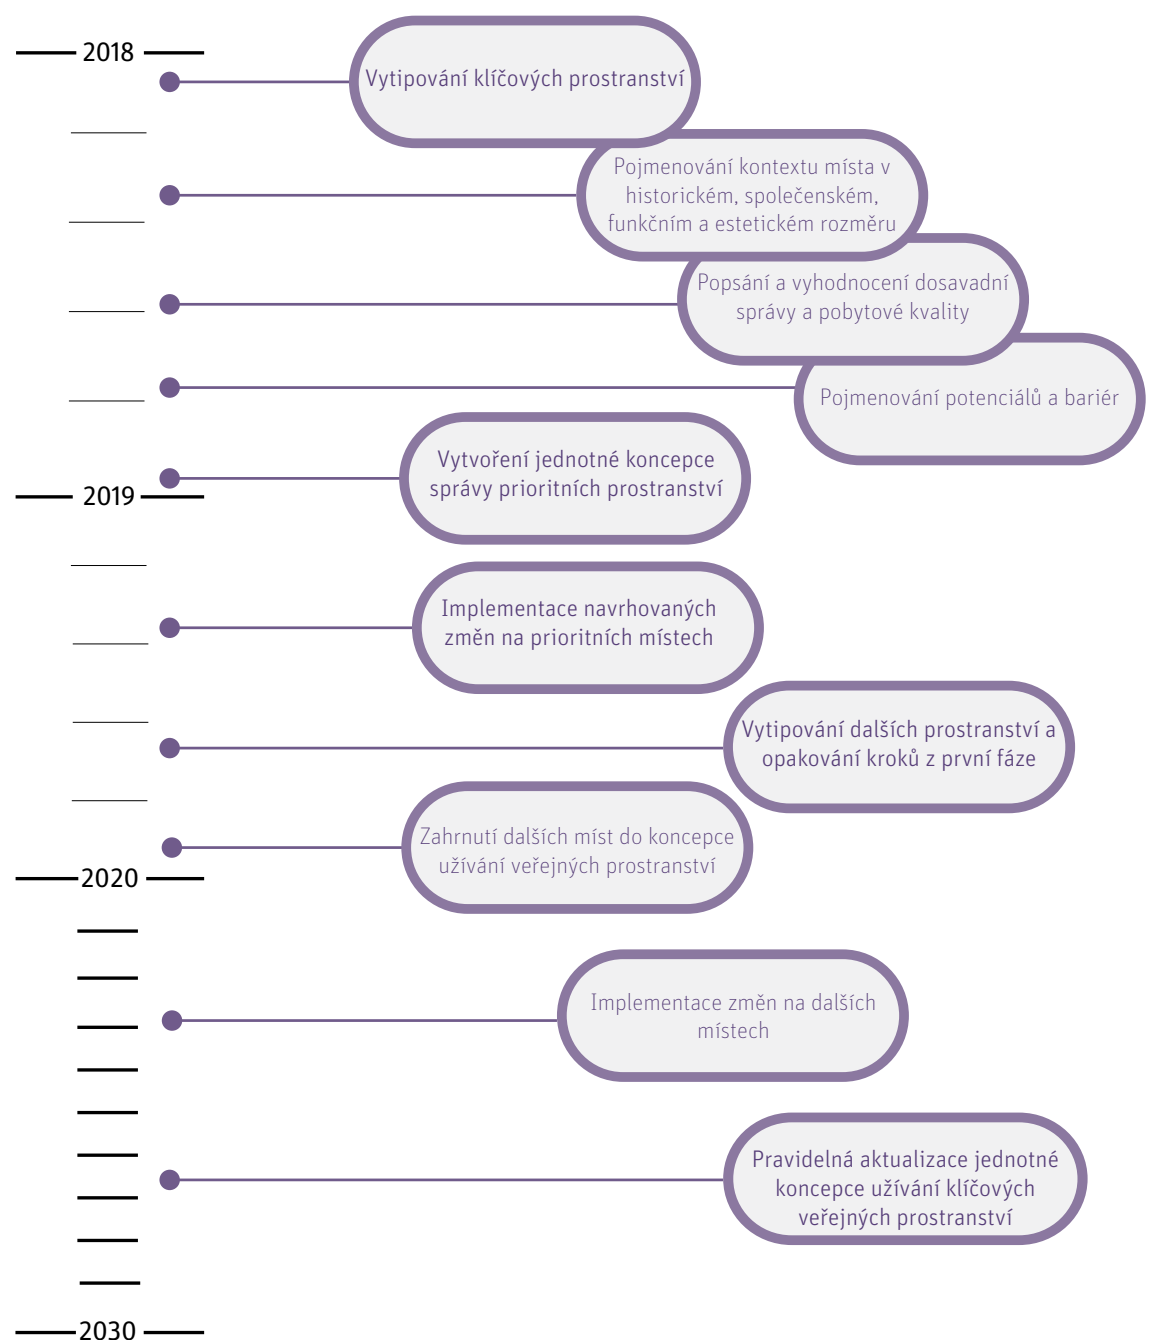 2018
Vytipování klíčových prostranství
Pojmenování kontextu místa v
historickém, společenském,
funkčním a estetickém rozměru
Popsání a vyhodnocení dosavadní
správy a pobytové kvality
Pojmenování potenciálů a bariér
Vytvoření jednotné koncepce
správy prioritních prostranství
2019
Implementace navrhovaných
změn na prioritních místech
Vytipování dalších prostranství a
opakování kroků z první fáze
Zahrnutí dalších míst do koncepce
užívání veřejných prostranství
2020
Implementace změn na dalších
místech
Pravidelná aktualizace jednotné
koncepce užívání klíčových
veřejných prostranství
2030